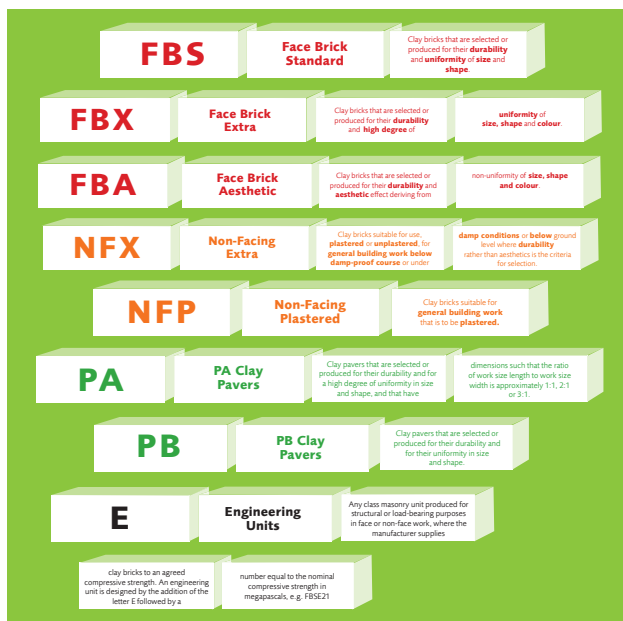 FBS
Face Brick
Standard
Clay bricks that are selected or
produced for their durability
and uniformity of size and
shape.
FBX
Face Brick
Extra
Clay bricks that are selected or
produced for their durability
and high degree of
uniformity of
size, shape and colour.
FBA
Face Brick
Aesthetic
Clay bricks that are selected or
produced for their durability and
aesthetic effect deriving from
non-uniformity of size, shape
and colour.
NFX
Non-Facing
Extra
Clay bricks suitable for use,
plastered or unplastered, for
general building work below
damp-proof course or under
damp conditions or below ground
level where durability
rather than aesthetics is the criteria
for selection.
NFP
Non-Facing
Plastered
Clay bricks suitable for
general building work
that is to be plastered.
PA
PA Clay
Pavers
Clay pavers that are selected or
produced for their durability and for
a high degree of uniformity in size
and shape, and that have
dimensions such that the ratio
of work size length to work size
width is approximately 1:1, 2:1
or 3:1.
PB
PB Clay
Pavers
Clay pavers that are selected or
produced for their durability and
for their uniformity in size
and shape.
E
Engineering
Units
Any class masonry unit produced for
structural or load-bearing purposes
in face or non-face work, where the
manufacturer supplies
clay bricks to an agreed
compressive strength. An engineering
unit is designed by the addition of the
letter E followed by a
number equal to the nominal
compressive strength in
megapascals, e.g. FBSE21